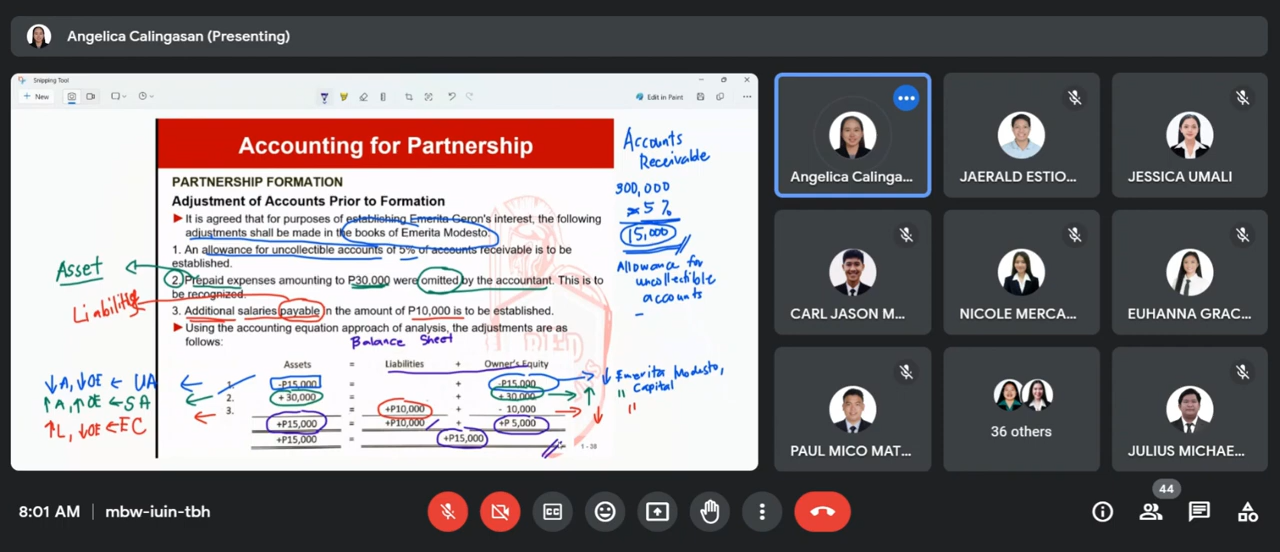 Angelica Calingasan (Presenting)
Snipping Tool
+ New
Edit in Paint
Accounting for Partnership
PARTNERSHIP FORMATION
Adjustment of Accounts Prior to Formation
It is agreed that for purposes of establishing Emerita Geron's interest, the following
adjustments shall be made in the books of Emerita Modesto.
1. An allowance for uncollectible accounts of 5% of accounts receivable is to be
established.
2. Prepaid expenses amounting to P30,000 were omitted by the accountant. This is to
be recognized.
3. Additional salaries payable in the amount of P10,000 is to be established.
Using the accounting equation approach of analysis, the adjustments are as
follows:
Balance Sheet
Assets = Liabilities + Owner's Equity
1. -P15,000 = + -P15,000
2. + 30,000 = + + 30,000
3. = +P10,000 + - 10,000
+P15,000 = +P10,000 + +P 5,000
+P15,000 = +P15,000
1 - 38
Asset
Liabilities
↓A, ↓OE ← UA
↑A, ↑OE ← SA
↑L, ↓OE ← EC
Accounts
Receivable
300,000
× 5 %
15,000
Allowance for
uncollectible
accounts
↓ Emerita Modesto,
Capital
↑ "
↓ "
Angelica Calinga...
JAERALD ESTIO...
JESSICA UMALI
CARL JASON M...
NICOLE MERCA...
EUHANNA GRAC...
PAUL MICO MAT...
36 others
JULIUS MICHAE...
8:01 AM | mbw-iuin-tbh
44